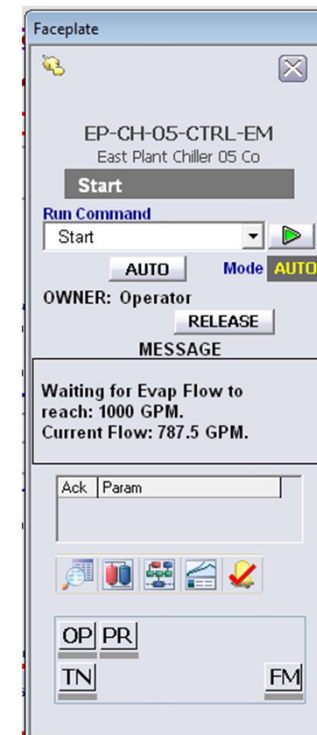 Faceplate
EP-CH-05-CTRL-EM
East Plant Chiller 05 Co
Start
Run Command
Start
AUTO Mode AUTO
OWNER: Operator
RELEASE
MESSAGE
Waiting for Evap Flow to
reach: 1000 GPM.
Current Flow: 787.5 GPM.
Ack Param
OP PR
TN FM